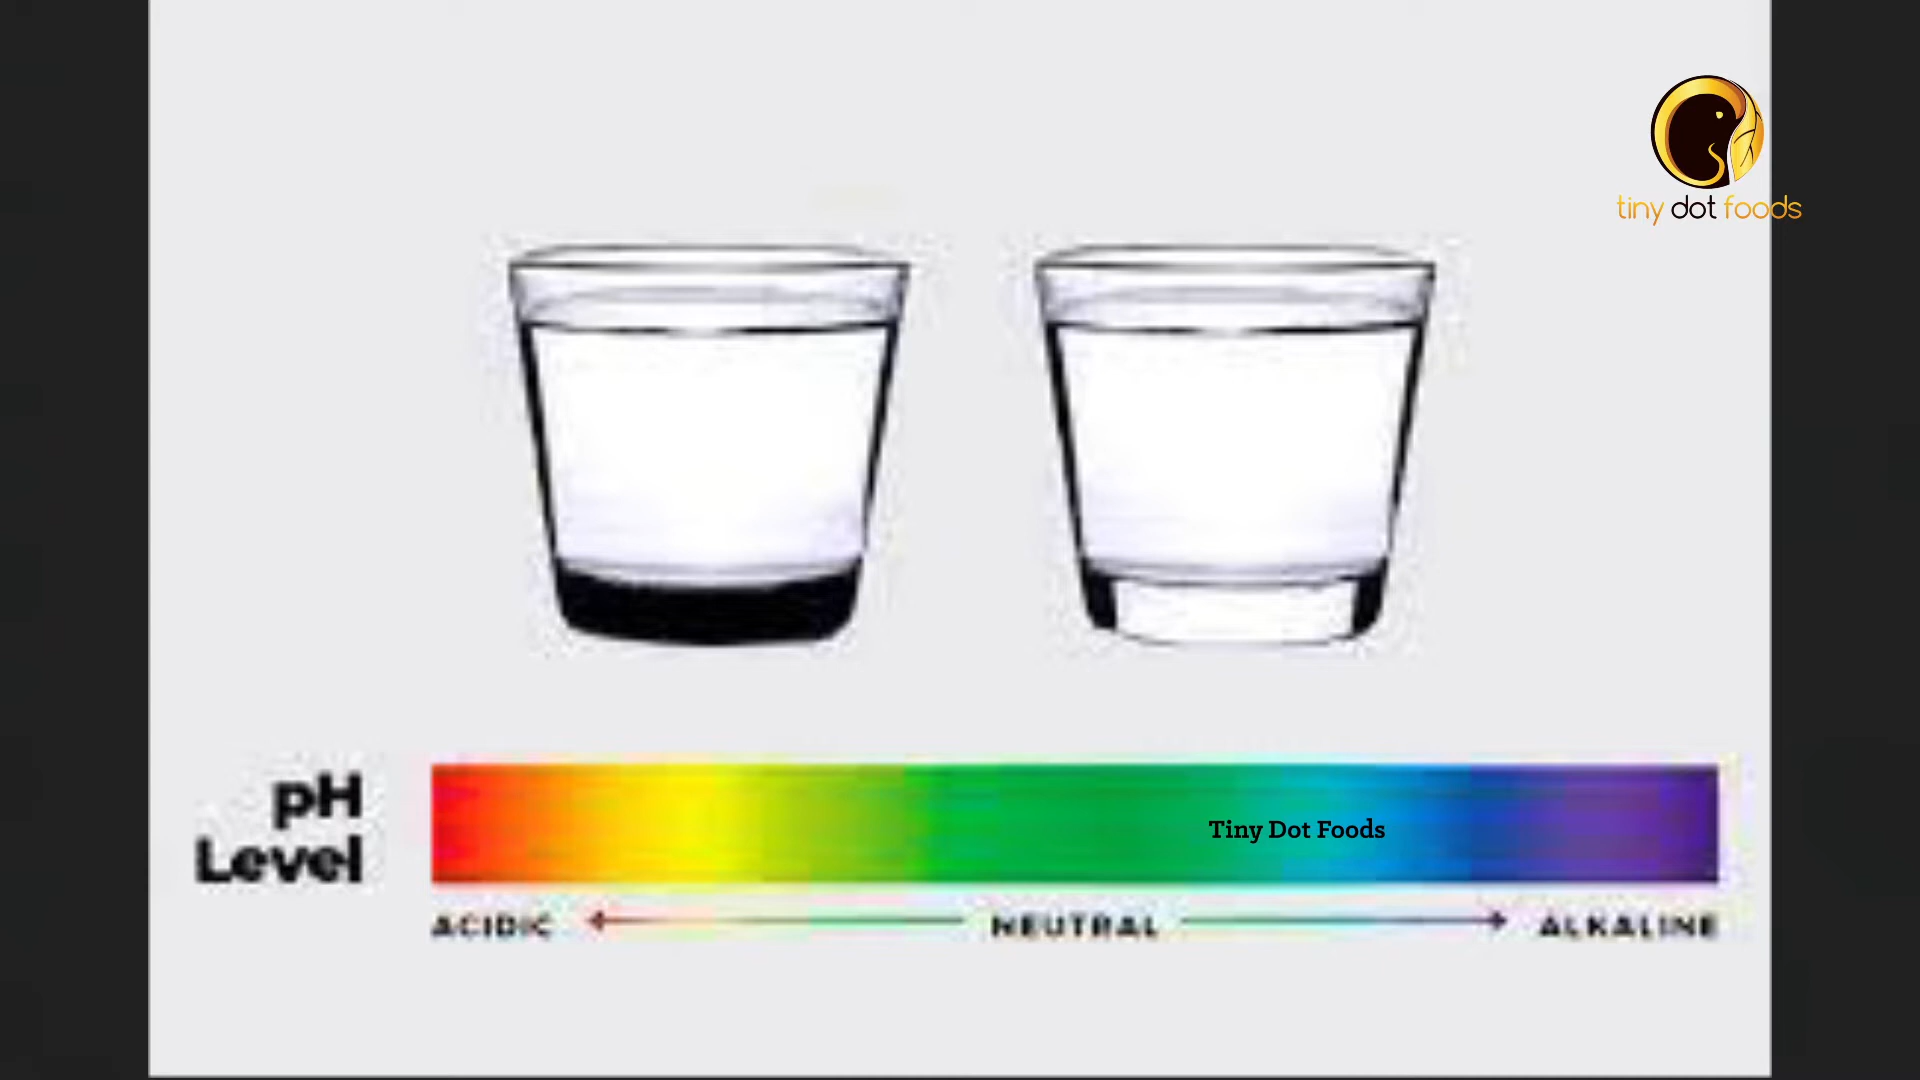 tiny dot foods
pH
Level
Tiny Dot Foods
ACIDIC
NEUTRAL
ALKALINE